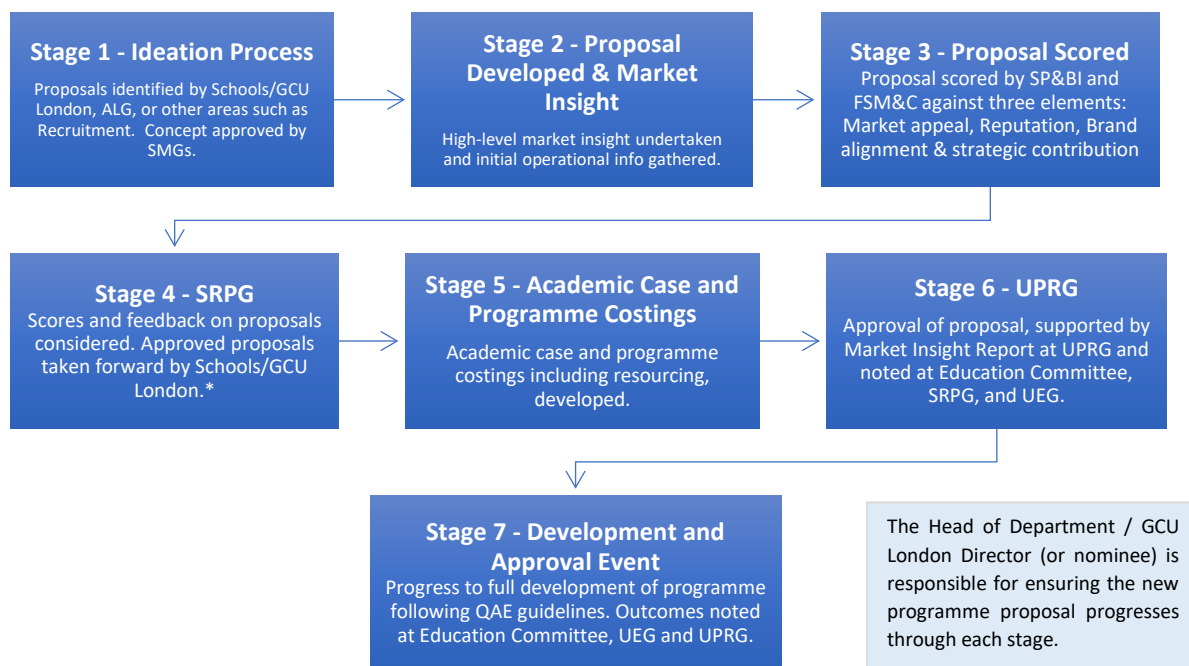 Stage 1 - Ideation Process
Proposals identified by Schools/GCU
London, ALG, or other areas such as
Recruitment.  Concept approved by
SMGs.
Stage 2 - Proposal
Developed & Market
Insight
High-level market insight undertaken
and initial operational info gathered.
Stage 3 - Proposal Scored
Proposal scored by SP&BI and
FSM&C against three elements:
Market appeal, Reputation, Brand
alignment & strategic contribution
Stage 4 - SRPG
Scores and feedback on proposals
considered. Approved proposals
taken forward by Schools/GCU
London.*
Stage 5 - Academic Case and
Programme Costings
Academic case and programme
costings including resourcing,
developed.
Stage 6 - UPRG
Approval of proposal, supported by
Market Insight Report at UPRG and
noted at Education Committee,
SRPG, and UEG.
Stage 7 - Development and
Approval Event
Progress to full development of programme
following QAE guidelines. Outcomes noted
at Education Committee, UEG and UPRG.
The Head of Department / GCU
London Director (or nominee) is
responsible for ensuring the new
programme proposal progresses
through each stage.